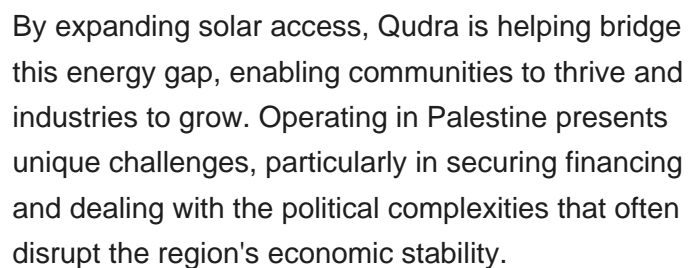 By expanding solar access, Qudra is helping bridge
this energy gap, enabling communities to thrive and
industries to grow. Operating in Palestine presents
unique challenges, particularly in securing financing
and dealing with the political complexities that often
disrupt the region's economic stability.